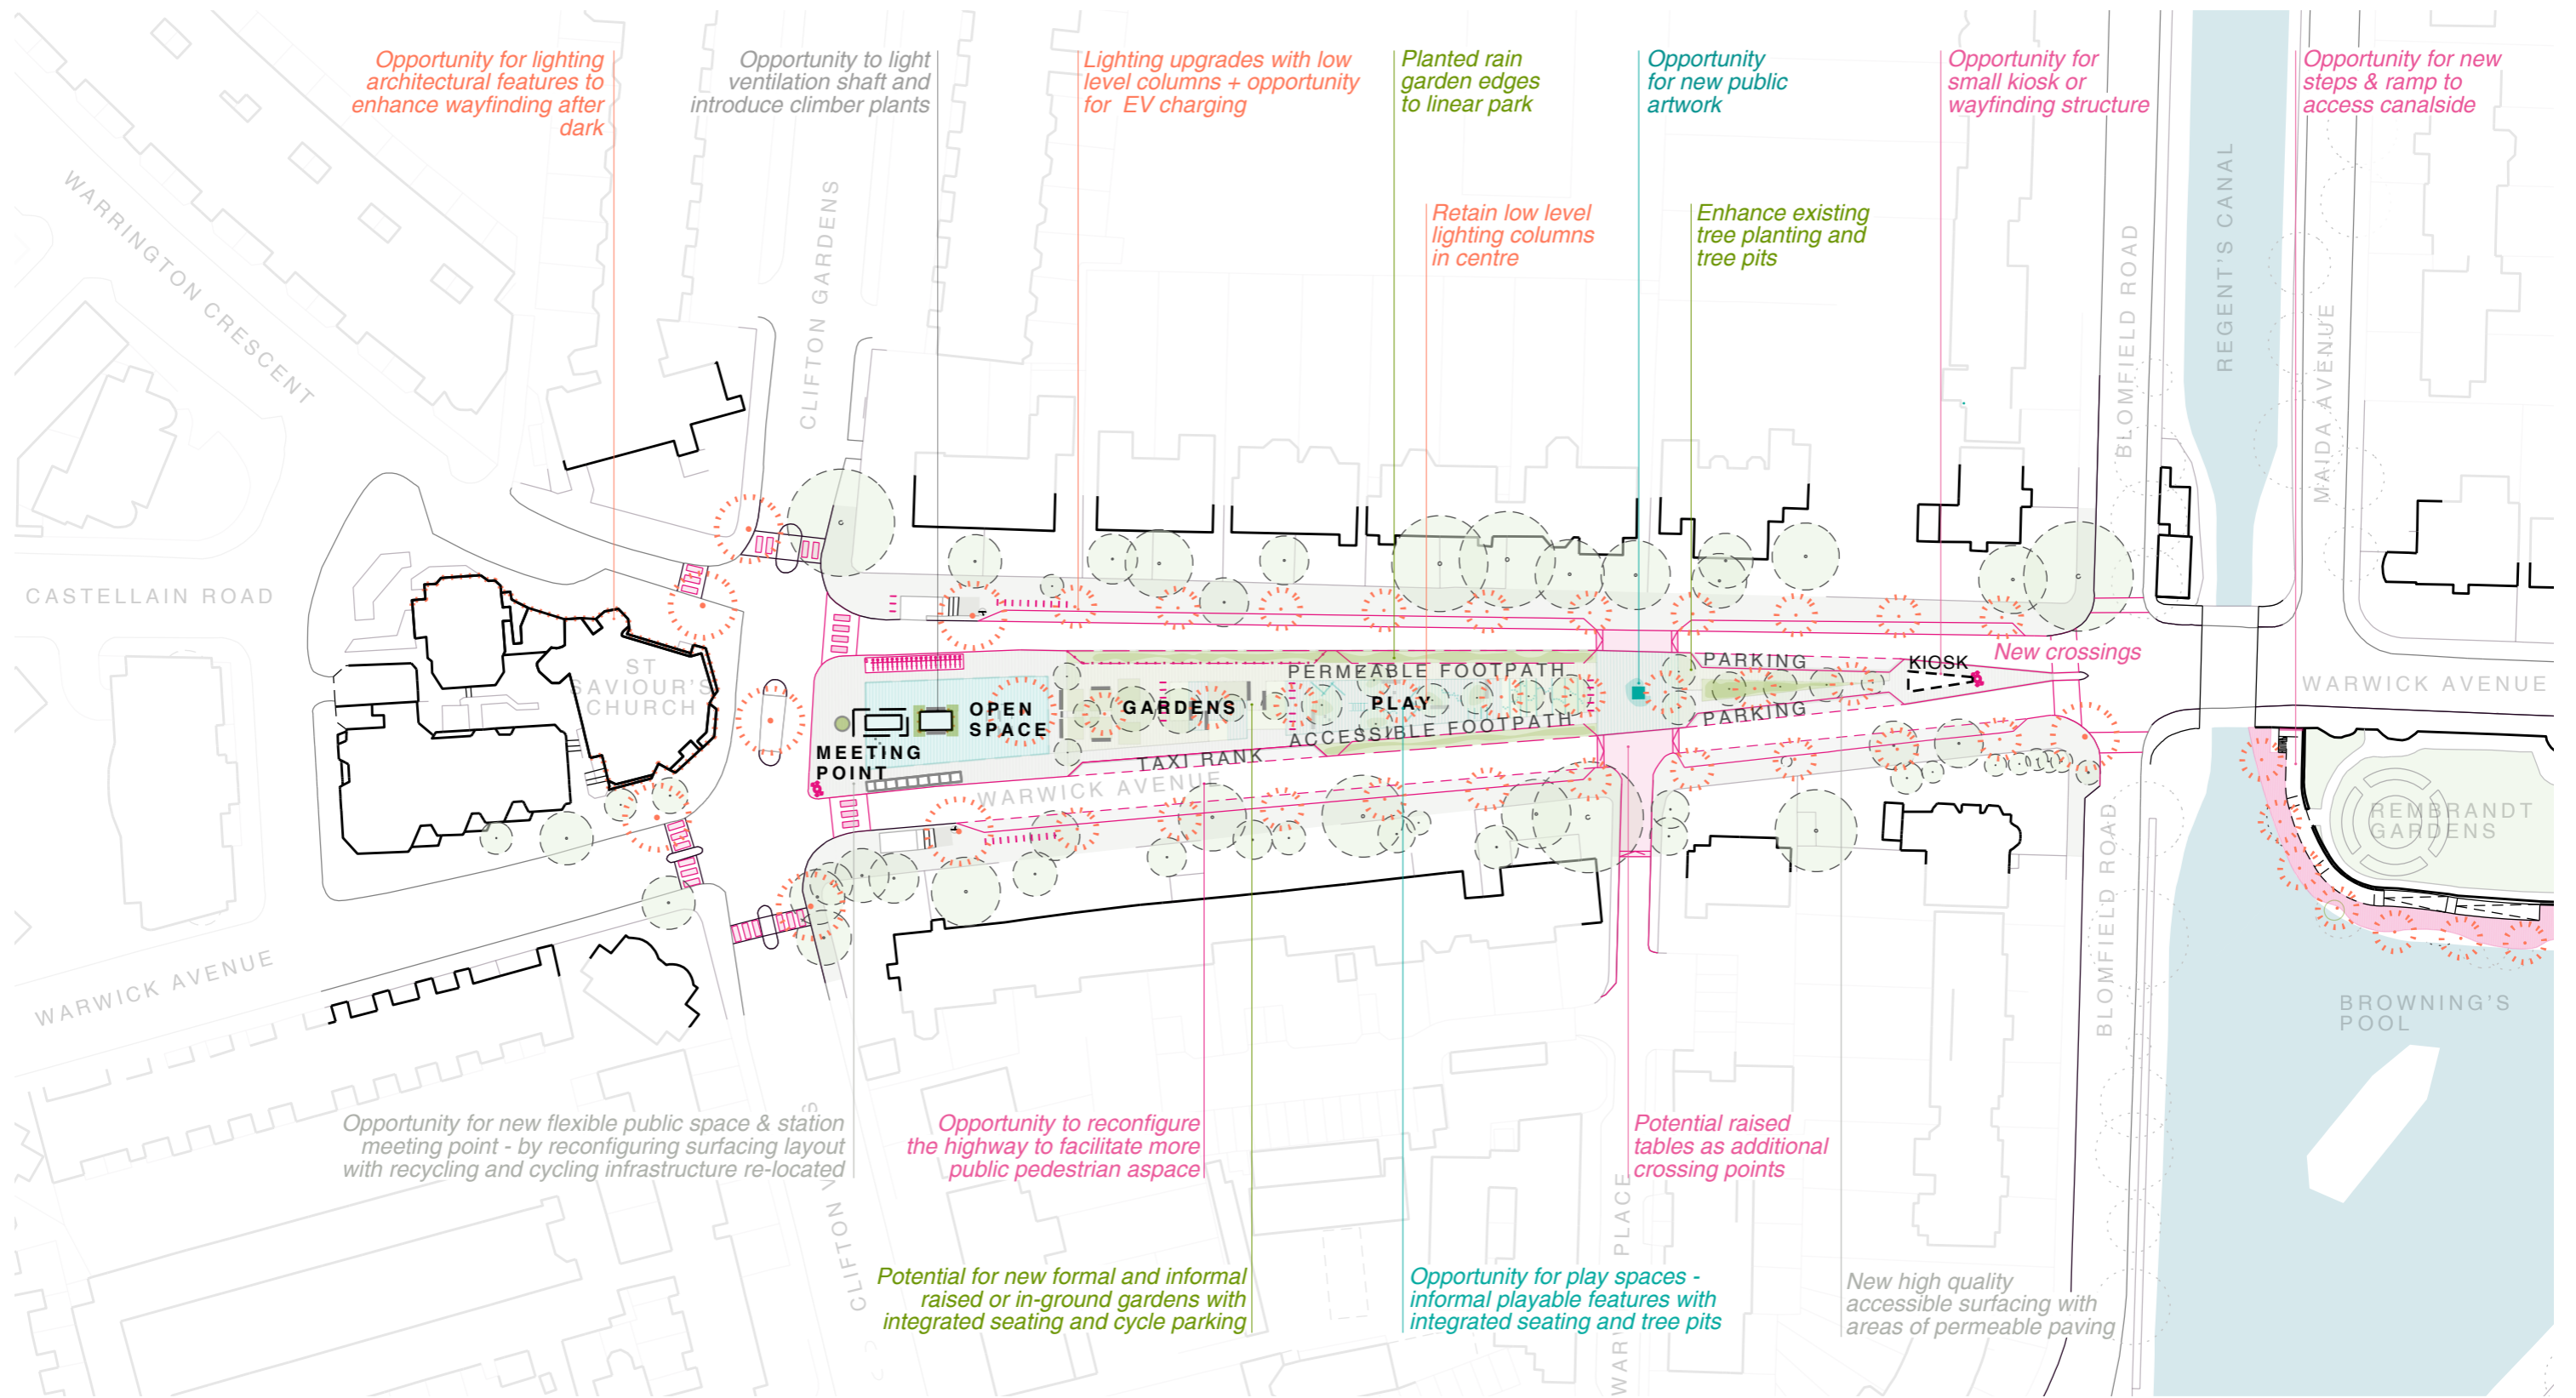 Opportunity for lighting
architectural features to
enhance wayfinding after
dark
Opportunity to light
ventilation shaft and
introduce climber plants
Lighting upgrades with low
level columns + opportunity
for EV charging
Planted rain
garden edges
to linear park
Opportunity
for new public
artwork
Opportunity for
small kiosk or
wayfinding structure
Opportunity for new
steps & ramp to
access canalside
Retain low level
lighting columns
in centre
Enhance existing
tree planting and
tree pits
WARRINGTON CRESCENT
CLIFTON GARDENS
BLOMFIELD ROAD
REGENT'S CANAL
MAIDA AVENUE
CASTELLAIN ROAD
ST
SAVIOUR'S
CHURCH
PERMEABLE FOOTPATH
PARKING
KIOSK
New crossings
WARWICK AVENUE
OPEN
SPACE
GARDENS
PLAY
PARKING
ACCESSIBLE FOOTPATH
MEETING
POINT
TAXI RANK
WARWICK AVENUE
REMBRANDT
GARDENS
BLOMFIELD ROAD
WARWICK AVENUE
BROWNING'S
POOL
Opportunity for new flexible public space & station
meeting point - by reconfiguring surfacing layout
with recycling and cycling infrastructure re-located
Opportunity to reconfigure
the highway to facilitate more
public pedestrian aspace
Potential raised
tables as additional
crossing points
CLIFTON V
WARW PLACE
Potential for new formal and informal
raised or in-ground gardens with
integrated seating and cycle parking
Opportunity for play spaces -
informal playable features with
integrated seating and tree pits
New high quality
accessible surfacing with
areas of permeable paving